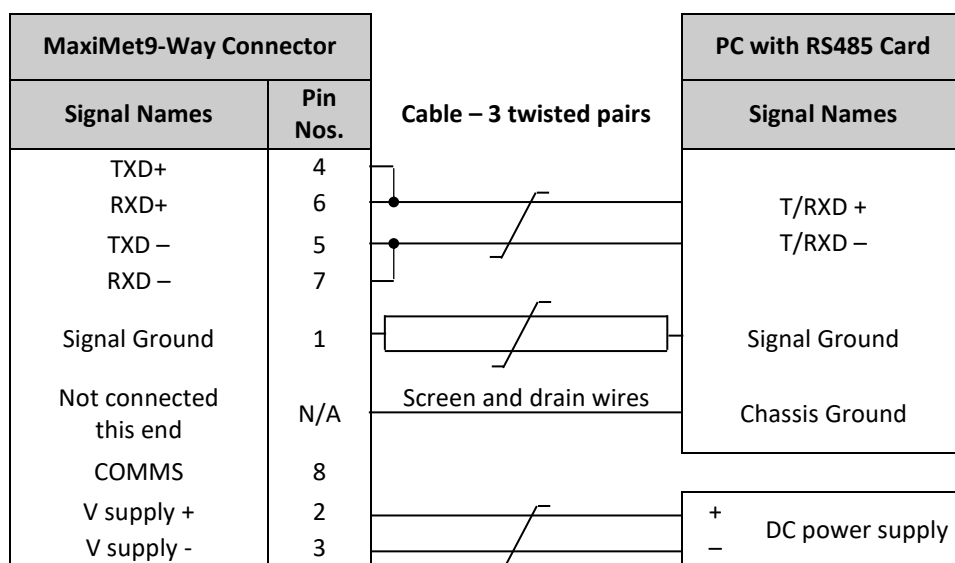 MaxiMet9-Way Connector
PC with RS485 Card
Signal Names
Pin
Nos.
Cable – 3 twisted pairs
Signal Names
TXD+ 4
RXD+ 6 T/RXD +
TXD – 5 T/RXD –
RXD – 7
Signal Ground 1 Signal Ground
Not connected
this end
N/A Screen and drain wires Chassis Ground
COMMS 8
V supply + 2 +
DC power supply
V supply - 3 –